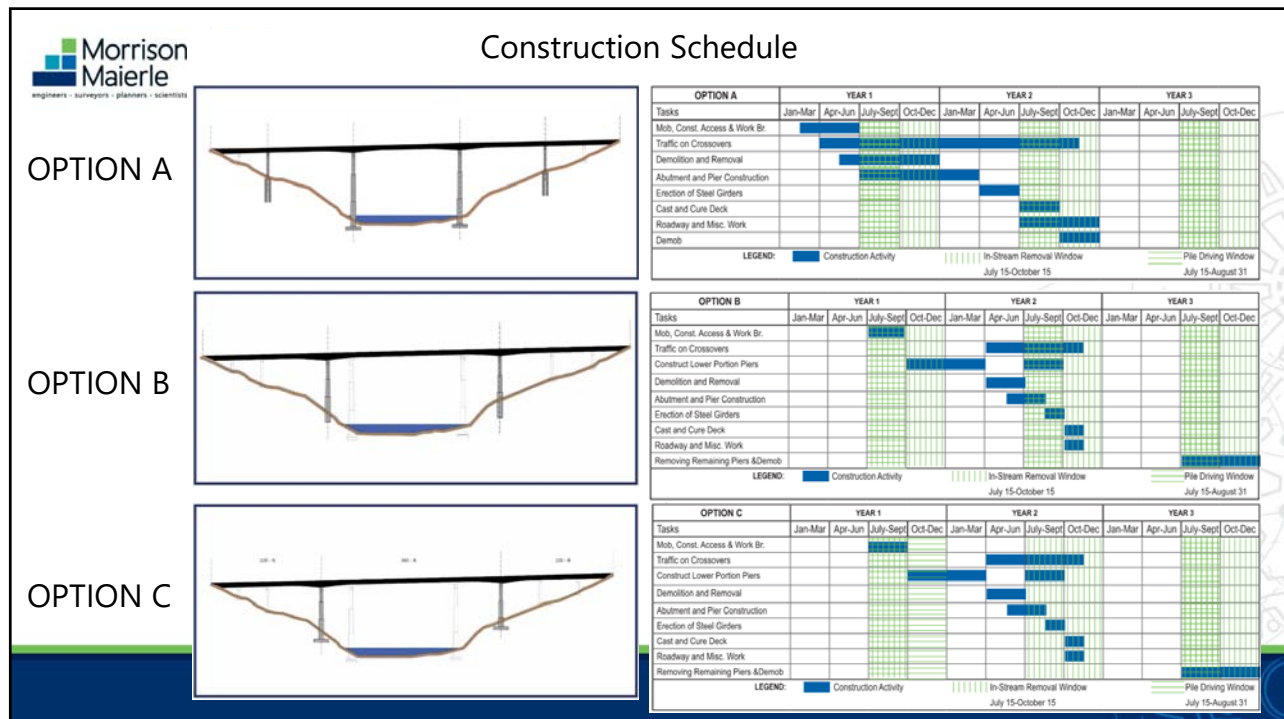 Morrison
Maierle
engineers - surveyors - planners - scientists
Construction Schedule
OPTION A
OPTION A YEAR 1 YEAR 2 YEAR 3
Tasks Jan-Mar Apr-Jun July-Sept Oct-Dec Jan-Mar Apr-Jun July-Sept Oct-Dec Jan-Mar Apr-Jun July-Sept Oct-Dec
Mob, Const. Access & Work Br.
Traffic on Crossovers
Demolition and Removal
Abutment and Pier Construction
Erection of Steel Girders
Cast and Cure Deck
Roadway and Misc. Work
Demob
LEGEND: Construction Activity In-Stream Removal Window Pile Driving Window
July 15-October 15 July 15-August 31
OPTION B
OPTION B YEAR 1 YEAR 2 YEAR 3
Tasks Jan-Mar Apr-Jun July-Sept Oct-Dec Jan-Mar Apr-Jun July-Sept Oct-Dec Jan-Mar Apr-Jun July-Sept Oct-Dec
Mob, Const. Access & Work Br.
Traffic on Crossovers
Construct Lower Portion Piers
Demolition and Removal
Abutment and Pier Construction
Erection of Steel Girders
Cast and Cure Deck
Roadway and Misc. Work
Removing Remaining Piers &Demob
LEGEND: Construction Activity In-Stream Removal Window Pile Driving Window
July 15-October 15 July 15-August 31
OPTION C
OPTION C YEAR 1 YEAR 2 YEAR 3
Tasks Jan-Mar Apr-Jun July-Sept Oct-Dec Jan-Mar Apr-Jun July-Sept Oct-Dec Jan-Mar Apr-Jun July-Sept Oct-Dec
Mob, Const. Access & Work Br.
Traffic on Crossovers
Construct Lower Portion Piers
Demolition and Removal
Abutment and Pier Construction
Erection of Steel Girders
Cast and Cure Deck
Roadway and Misc. Work
Removing Remaining Piers &Demob
LEGEND: Construction Activity In-Stream Removal Window Pile Driving Window
July 15-October 15 July 15-August 31